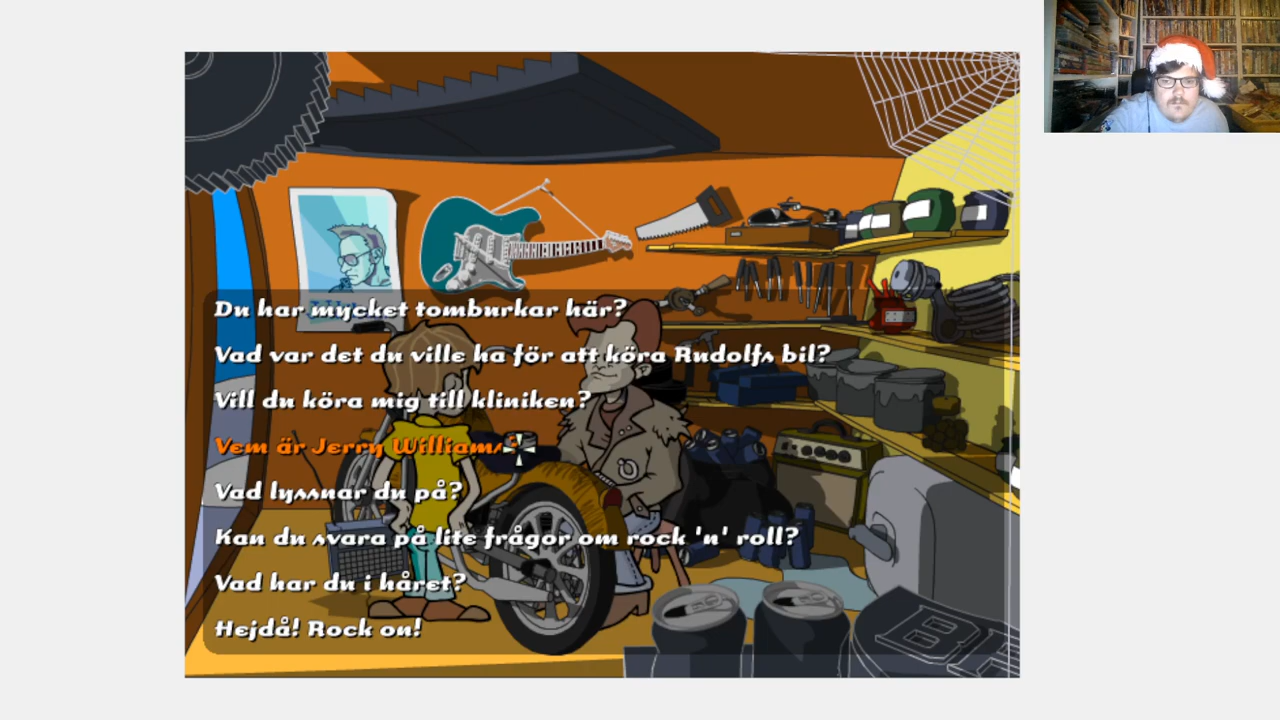 Du har mycket tomburkar här?
Vad var det du ville ha för att köra Rudolfs bil?
Vill du köra mig till kliniken?
Vem är Jerry Williams?
Vad lyssnar du på?
Kan du svara på lite frågor om rock 'n' roll?
Vad har du i håret?
Hejdå! Rock on!